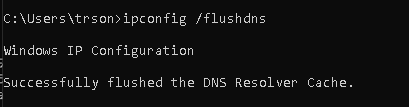 C:\Users\trson>ipconfig /flushdns
Windows IP Configuration
Successfully flushed the DNS Resolver Cache.